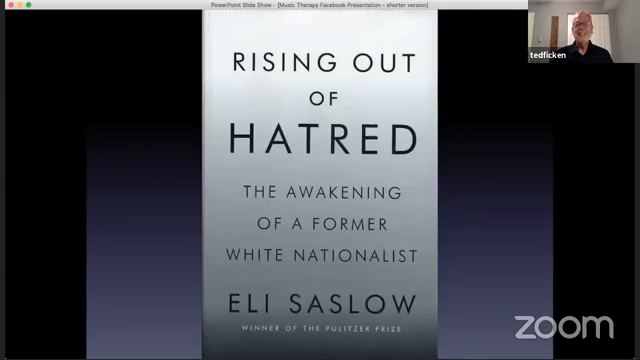 PowerPoint Slide Show - [Music Therapy Facebook Presentation - shorter version]
tedficken
RISING OUT
OF
HATRED
THE AWAKENING
OF A FORMER
WHITE NATIONALIST
ELI SASLOW
WINNER OF THE PULITZER PRIZE
zoom